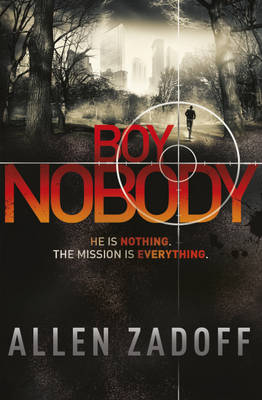 BOY
NOBODY
HE IS NOTHING.
THE MISSION IS EVERYTHING.
ALLEN ZADOFF